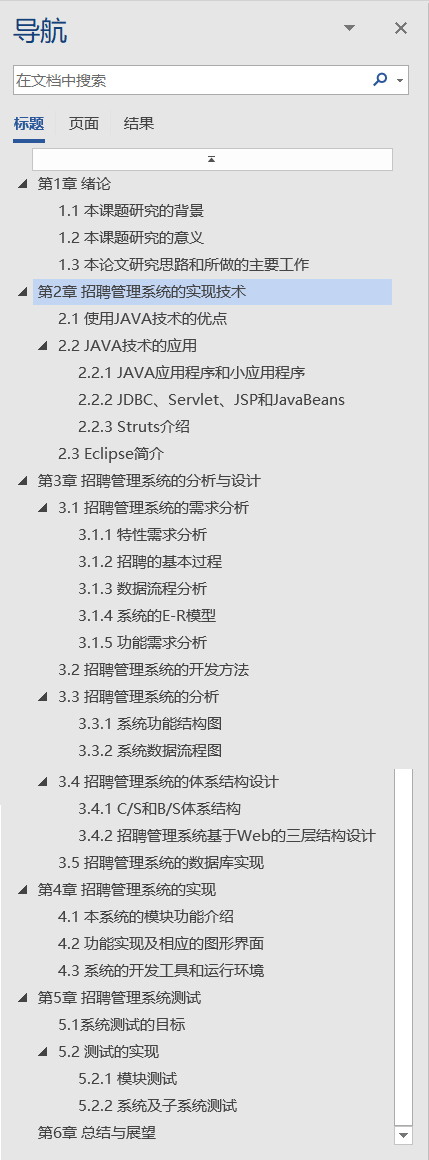 导航
在文档中搜索
标题 页面 结果
第1章 绪论
1.1 本课题研究的背景
1.2 本课题研究的意义
1.3 本论文研究思路和所做的主要工作
第2章 招聘管理系统的实现技术
2.1 使用JAVA技术的优点
2.2 JAVA技术的应用
2.2.1 JAVA应用程序和小应用程序
2.2.2 JDBC、Servlet、JSP和JavaBeans
2.2.3 Struts介绍
2.3 Eclipse简介
第3章 招聘管理系统的分析与设计
3.1 招聘管理系统的需求分析
3.1.1 特性需求分析
3.1.2 招聘的基本过程
3.1.3 数据流程分析
3.1.4 系统的E-R模型
3.1.5 功能需求分析
3.2 招聘管理系统的开发方法
3.3 招聘管理系统的分析
3.3.1 系统功能结构图
3.3.2 系统数据流程图
3.4 招聘管理系统的体系结构设计
3.4.1 C/S和B/S体系结构
3.4.2 招聘管理系统基于Web的三层结构设计
3.5 招聘管理系统的数据库实现
第4章 招聘管理系统的实现
4.1 本系统的模块功能介绍
4.2 功能实现及相应的图形界面
4.3 系统的开发工具和运行环境
第5章 招聘管理系统测试
5.1系统测试的目标
5.2 测试的实现
5.2.1 模块测试
5.2.2 系统及子系统测试
第6章 总结与展望